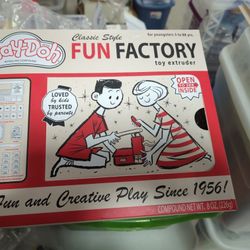 Play-Doh
Classic Style
for youngsters 2 to 99 yrs.
FUN FACTORY
toy extruder
LOVED
by kids
TRUSTED
by parents
OPEN
TO SEE
INSIDE
Fun and Creative Play Since 1956!
COMPOUND NET WT. 8 OZ. (226g)